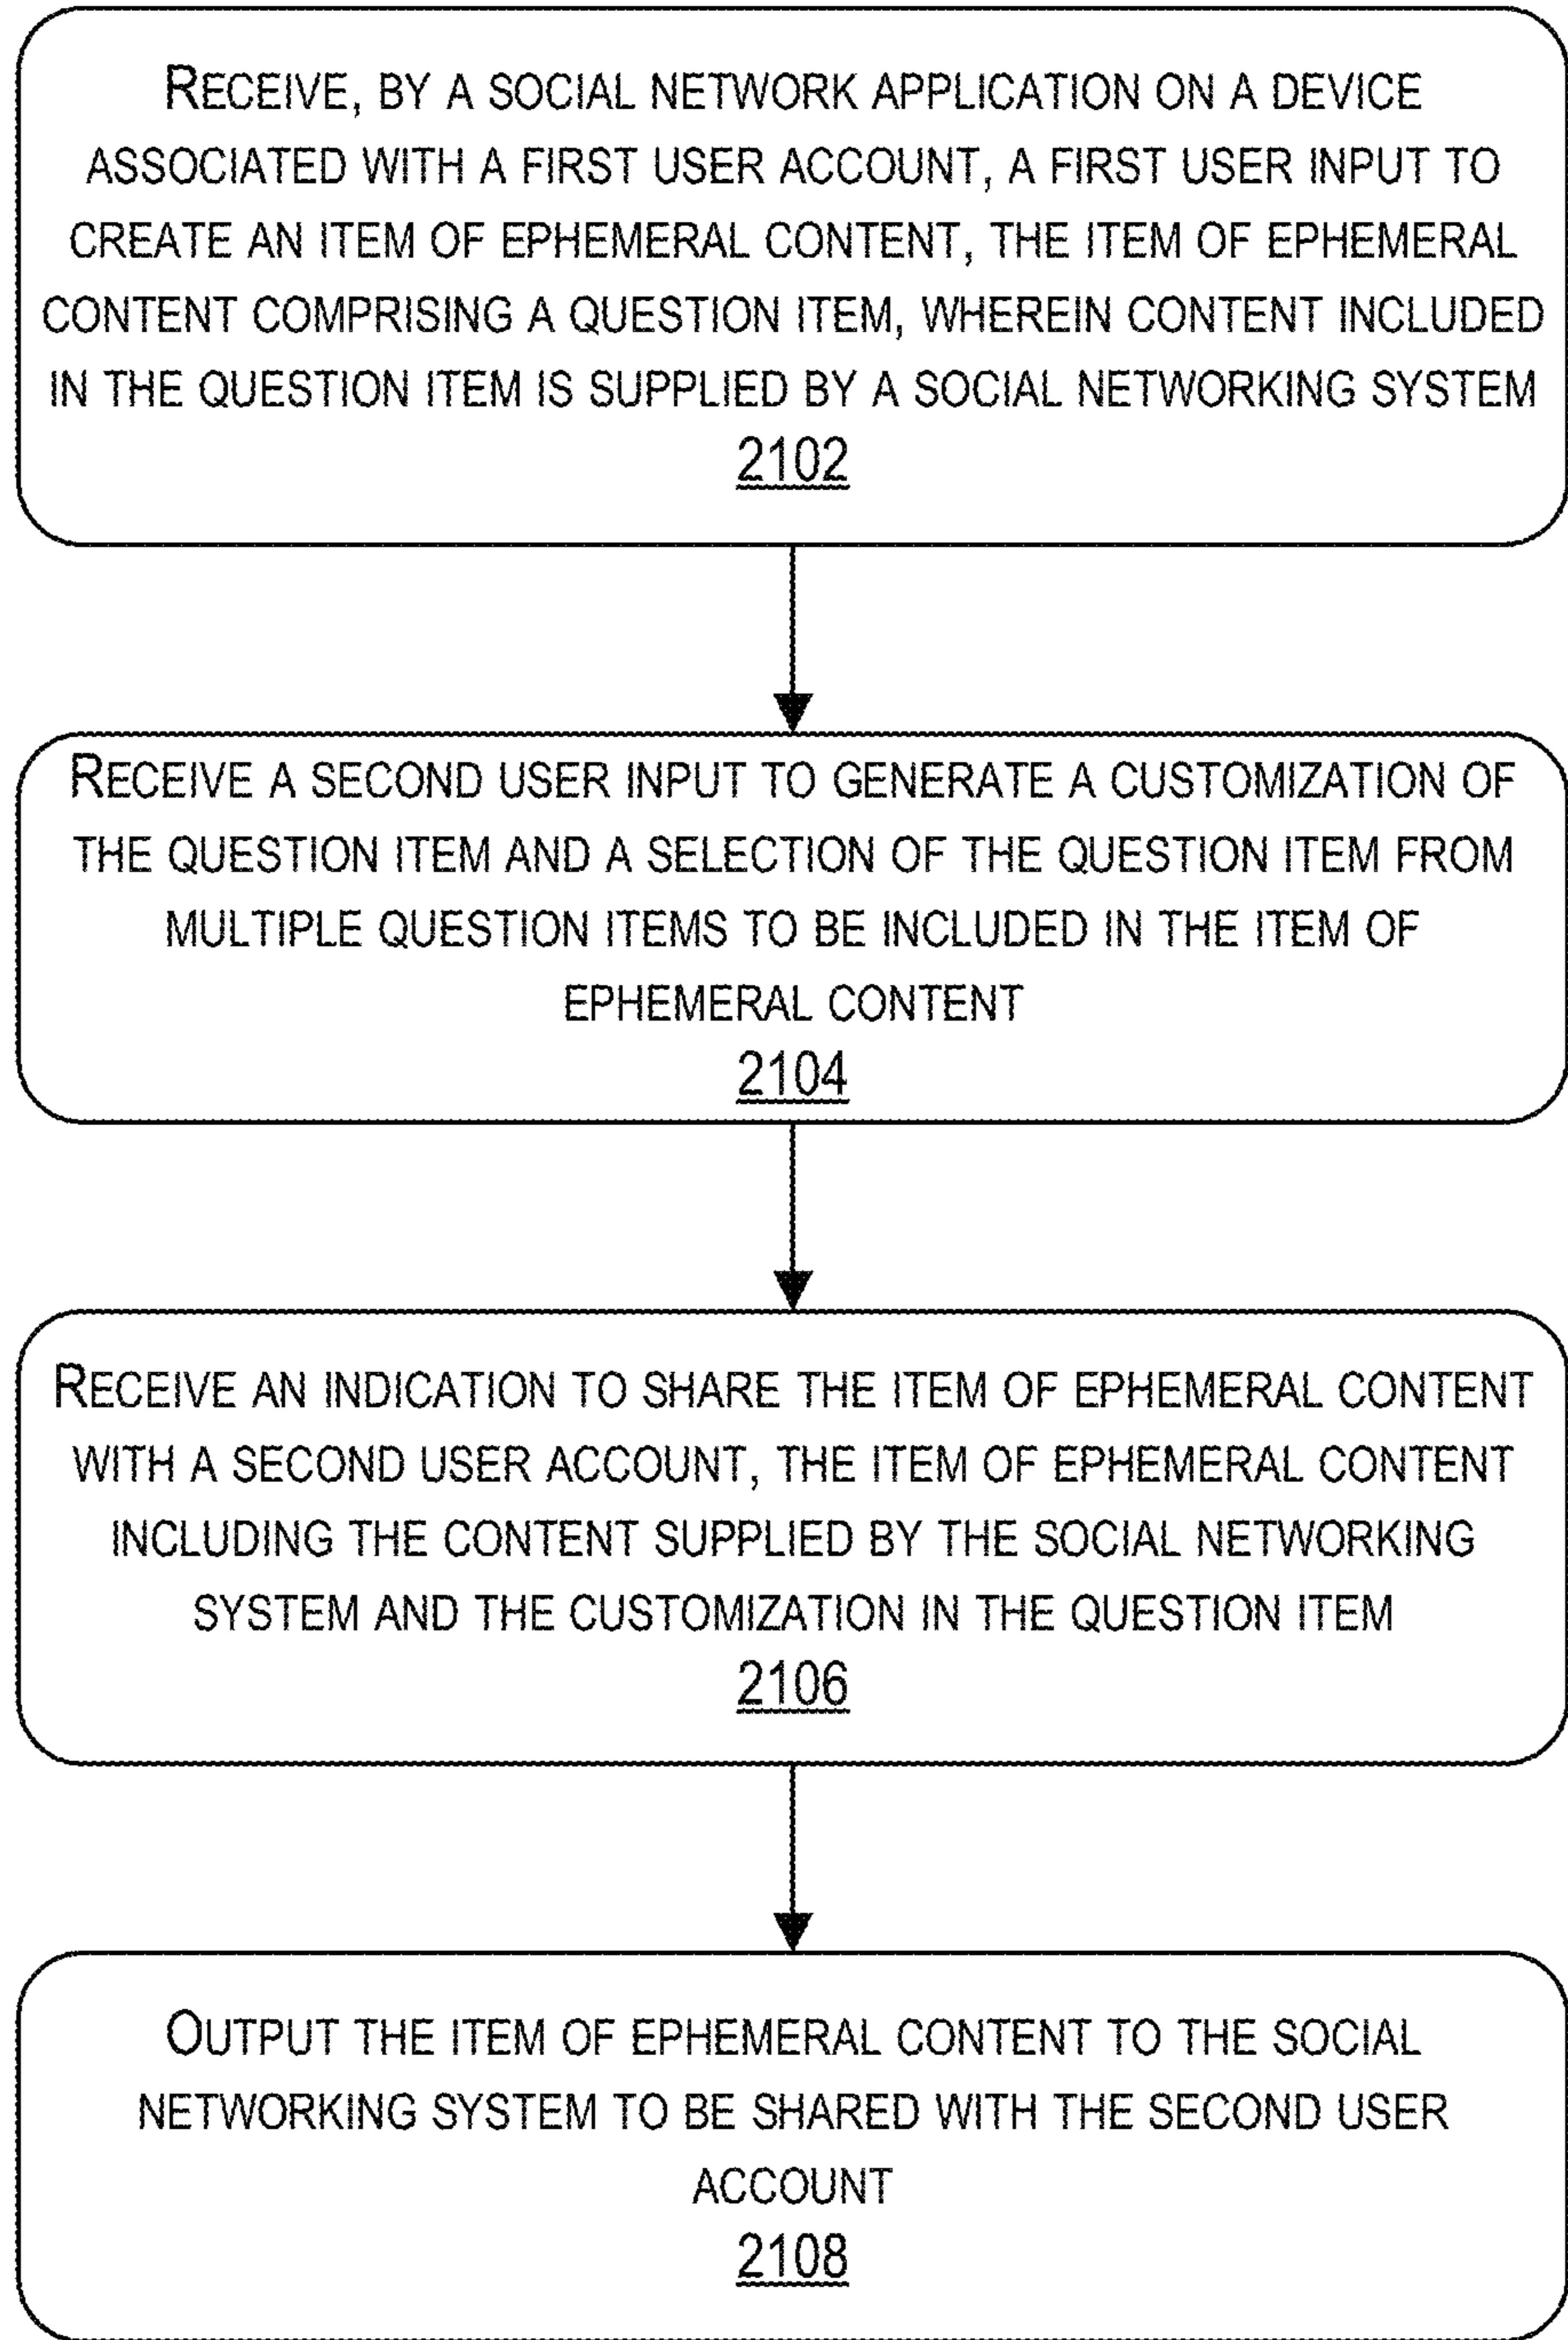 RECEIVE, BY A SOCIAL NETWORK APPLICATION ON A DEVICE
ASSOCIATED WITH A FIRST USER ACCOUNT, A FIRST USER INPUT TO
CREATE AN ITEM OF EPHEMERAL CONTENT, THE ITEM OF EPHEMERAL
CONTENT COMPRISING A QUESTION ITEM, WHEREIN CONTENT INCLUDED
IN THE QUESTION ITEM IS SUPPLIED BY A SOCIAL NETWORKING SYSTEM
2102
RECEIVE A SECOND USER INPUT TO GENERATE A CUSTOMIZATION OF
THE QUESTION ITEM AND A SELECTION OF THE QUESTION ITEM FROM
MULTIPLE QUESTION ITEMS TO BE INCLUDED IN THE ITEM OF
EPHEMERAL CONTENT
2104
RECEIVE AN INDICATION TO SHARE THE ITEM OF EPHEMERAL CONTENT
WITH A SECOND USER ACCOUNT, THE ITEM OF EPHEMERAL CONTENT
INCLUDING THE CONTENT SUPPLIED BY THE SOCIAL NETWORKING
SYSTEM AND THE CUSTOMIZATION IN THE QUESTION ITEM
2106
OUTPUT THE ITEM OF EPHEMERAL CONTENT TO THE SOCIAL
NETWORKING SYSTEM TO BE SHARED WITH THE SECOND USER
ACCOUNT
2108